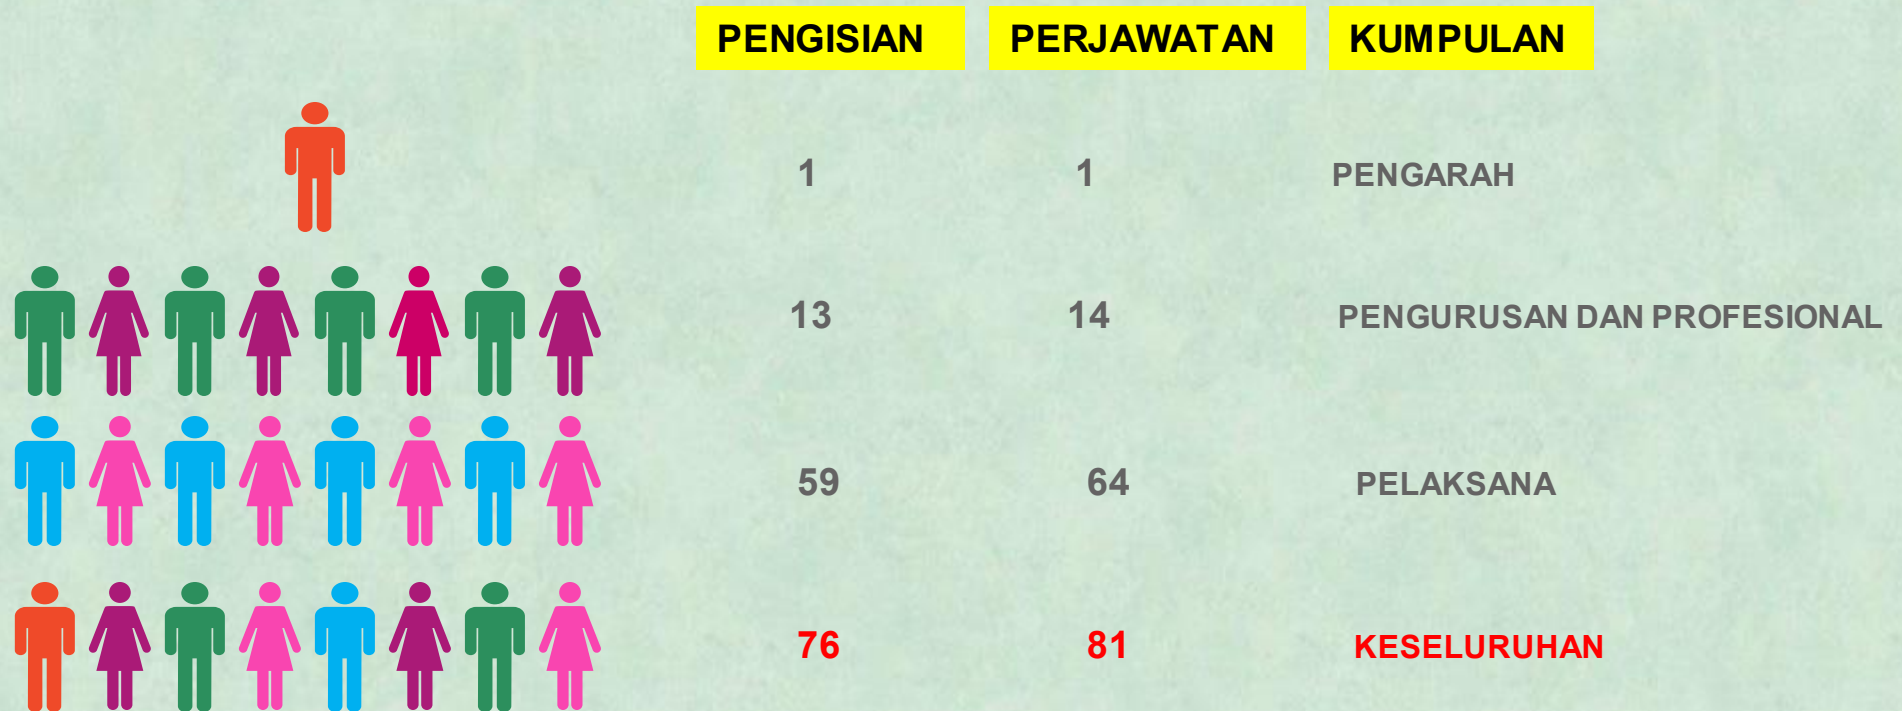 PENGISIAN PERJAWATAN KUMPULAN
1 1 PENGARAH
13 14 PENGURUSAN DAN PROFESIONAL
59 64 PELAKSANA
76 81 KESELURUHAN